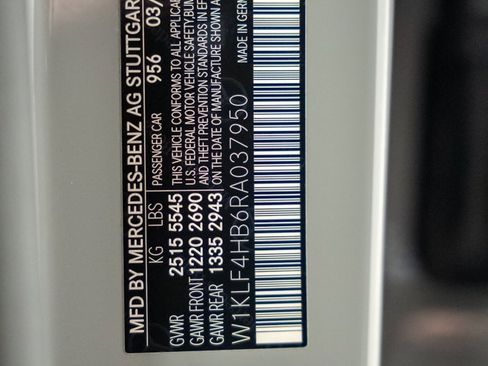 MFD BY MERCEDES-BENZ AG STUTTGAR
PASSENGER CAR 956 03/
KG LBS
GVWR 2515 5545
GAWR FRONT 1220 2690
GAWR REAR 1335 2943
THIS VEHICLE CONFORMS TO ALL APPLICAB
U.S. FEDERAL MOTOR VEHICLE SAFETY, BUM
AND THEFT PREVENTION STANDARDS IN EF
ON THE DATE OF MANUFACTURE SHOWN A
MADE IN GERMAN
W1KLF4HB6RA037950